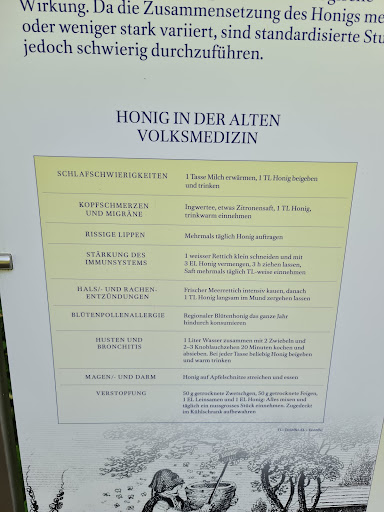 Wirkung. Da die Zusammensetzung des Honigs me
oder weniger stark variiert, sind standardisierte Stu
jedoch schwierig durchzuführen.
HONIG IN DER ALTEN
VOLKSMEDIZIN
SCHLAFSCHWIERIGKEITEN
1 Tasse Milch erwärmen, 1 TL Honig beigeben
und trinken
KOPFSCHMERZEN
UND MIGRÄNE
Ingwertee, etwas Zitronensaft, 1 TL Honig,
trinkwarm einnehmen
RISSIGE LIPPEN
Mehrmals täglich Honig auftragen
STÄRKUNG DES
IMMUNSYSTEMS
1 weisser Rettich klein schneiden und mit
3 EL Honig vermengen, 3 h ziehen lassen,
Saft mehrmals täglich TL-weise einnehmen
HALS/- UND RACHEN-
ENTZÜNDUNGEN
Frischer Meerrettich intensiv kauen, danach
1 TL Honig langsam im Mund zergehen lassen
BLÜTENPOLLENALLERGIE
Regionaler Blütenhonig das ganze Jahr
hindurch konsumieren
HUSTEN UND
BRONCHITIS
1 Liter Wasser zusammen mit 2 Zwiebeln und
2–3 Knoblauchzehen 20 Minuten kochen und
absieben. Bei jeder Tasse beliebig Honig beigeben
und warm trinken
MAGEN/- UND DARM
Honig auf Apfelschnitze streichen und essen
VERSTOPFUNG
50 g getrocknete Zwetschgen, 50 g getrocknete Feigen,
1 EL Leinsamen und 1 EL Honig: Alles mixen und
täglich ein nussgrosses Stück einnehmen. Zugedeckt
im Kühlschrank aufbewahren